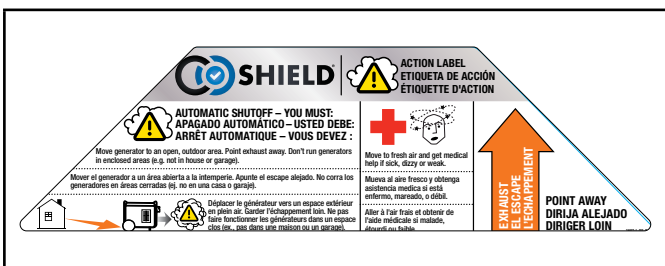 CO SHIELD®
ACTION LABEL
ETIQUETA DE ACCIÓN
ÉTIQUETTE D'ACTION
AUTOMATIC SHUTOFF – YOU MUST:
APAGADO AUTOMÁTICO – USTED DEBE:
ARRÊT AUTOMATIQUE – VOUS DEVEZ :
Move generator to an open, outdoor area. Point exhaust away. Don't run generators
in enclosed areas (e.g. not in house or garage).
Mover el generador a un área abierta a la intemperie. Apunte el escape alejado. No corra los
generadores en áreas cerradas (ej. no en una casa o garaje).
Déplacer le générateur vers un espace extérieur
en plein air. Garder l'échappement loin. Ne pas
faire fonctionner les générateurs dans un espace
clos (ex., pas dans une maison ou un garage).
Move to fresh air and get medical
help if sick, dizzy or weak.
Mueva al aire fresco y obtenga
asistencia medica si está
enfermo, mareado, o débil.
Aller à l'air frais et obtenir de
l'aide médicale si malade,
étourdi ou faible.
EXHAUST
EL ESCAPE
L'ÉCHAPPEMENT
POINT AWAY
DIRIJA ALEJADO
DIRIGER LOIN